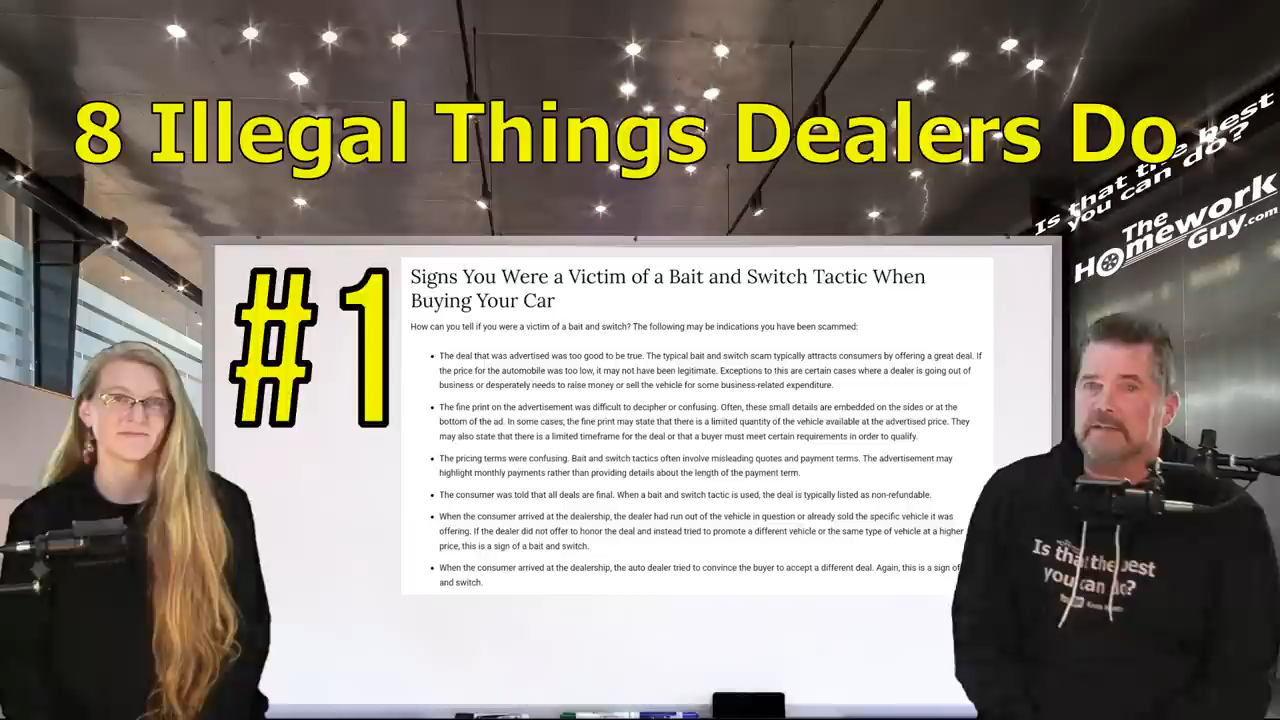 8 Illegal Things Dealers Do
Is that the best
you can do?
The
Homework
Guy.com
#1
Signs You Were a Victim of a Bait and Switch Tactic When
Buying Your Car
How can you tell if you were a victim of a bait and switch? The following may be indications you have been scammed:
• The deal that was advertised was too good to be true. The typical bait and switch scam typically attracts consumers by offering a great deal. If
the price for the automobile was too low, it may not have been legitimate. Exceptions to this are certain cases where a dealer is going out of
business or desperately needs to raise money or sell the vehicle for some business-related expenditure.
• The fine print on the advertisement was difficult to decipher or confusing. Often, these small details are embedded on the sides or at the
bottom of the ad. In some cases, the fine print may state that there is a limited quantity of the vehicle available at the advertised price. They
may also state that there is a limited timeframe for the deal or that a buyer must meet certain requirements in order to qualify.
• The pricing terms were confusing. Bait and switch tactics often involve misleading quotes and payment terms. The advertisement may
highlight monthly payments rather than providing details about the length of the payment term.
• The consumer was told that all deals are final. When a bait and switch tactic is used, the deal is typically listed as non-refundable.
• When the consumer arrived at the dealership, the dealer had run out of the vehicle in question or already sold the specific vehicle it was
offering. If the dealer did not offer to honor the deal and instead tried to promote a different vehicle or the same type of vehicle at a higher
price, this is a sign of a bait and switch.
• When the consumer arrived at the dealership, the auto dealer tried to convince the buyer to accept a different deal. Again, this is a sign of
and switch.
Is that the best
you can do?